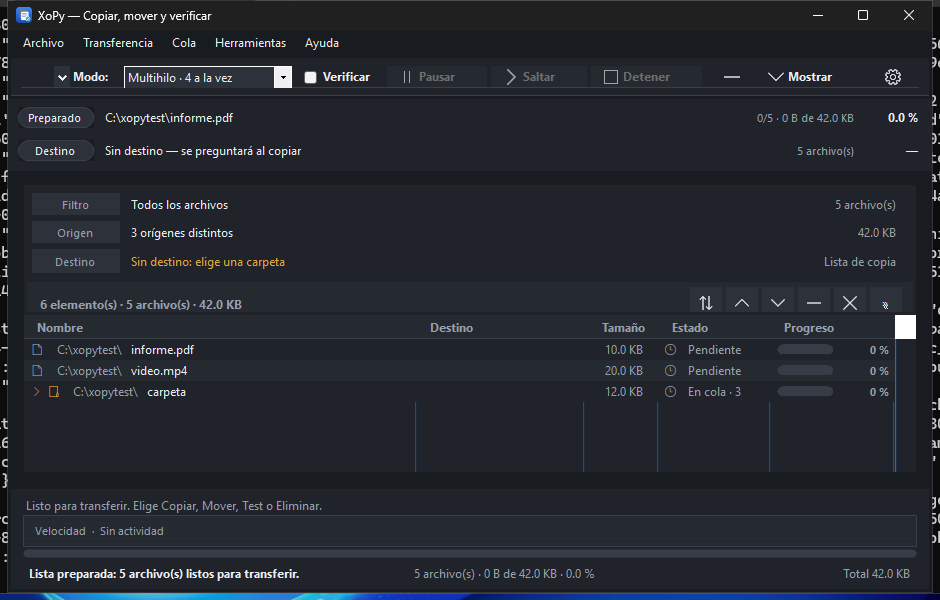 XoPy — Copiar, mover y verificar
Archivo Transferencia Cola Herramientas Ayuda
Modo: Multihilo · 4 a la vez Verificar Pausar Saltar Detener Mostrar
Preparado C:\xopytest\informe.pdf 0/5 · 0 B de 42.0 KB 0.0 %
Destino Sin destino — se preguntará al copiar 5 archivo(s) —
Filtro Todos los archivos 5 archivo(s)
Origen 3 orígenes distintos 42.0 KB
Destino Sin destino: elige una carpeta Lista de copia
6 elemento(s) · 5 archivo(s) · 42.0 KB
Nombre Destino Tamaño Estado Progreso
C:\xopytest\ informe.pdf 10.0 KB Pendiente 0 %
C:\xopytest\ video.mp4 20.0 KB Pendiente 0 %
C:\xopytest\ carpeta 12.0 KB En cola · 3 0 %
Listo para transferir. Elige Copiar, Mover, Test o Eliminar.
Velocidad · Sin actividad
Lista preparada: 5 archivo(s) listos para transferir. 5 archivo(s) · 0 B de 42.0 KB · 0.0 % Total 42.0 KB